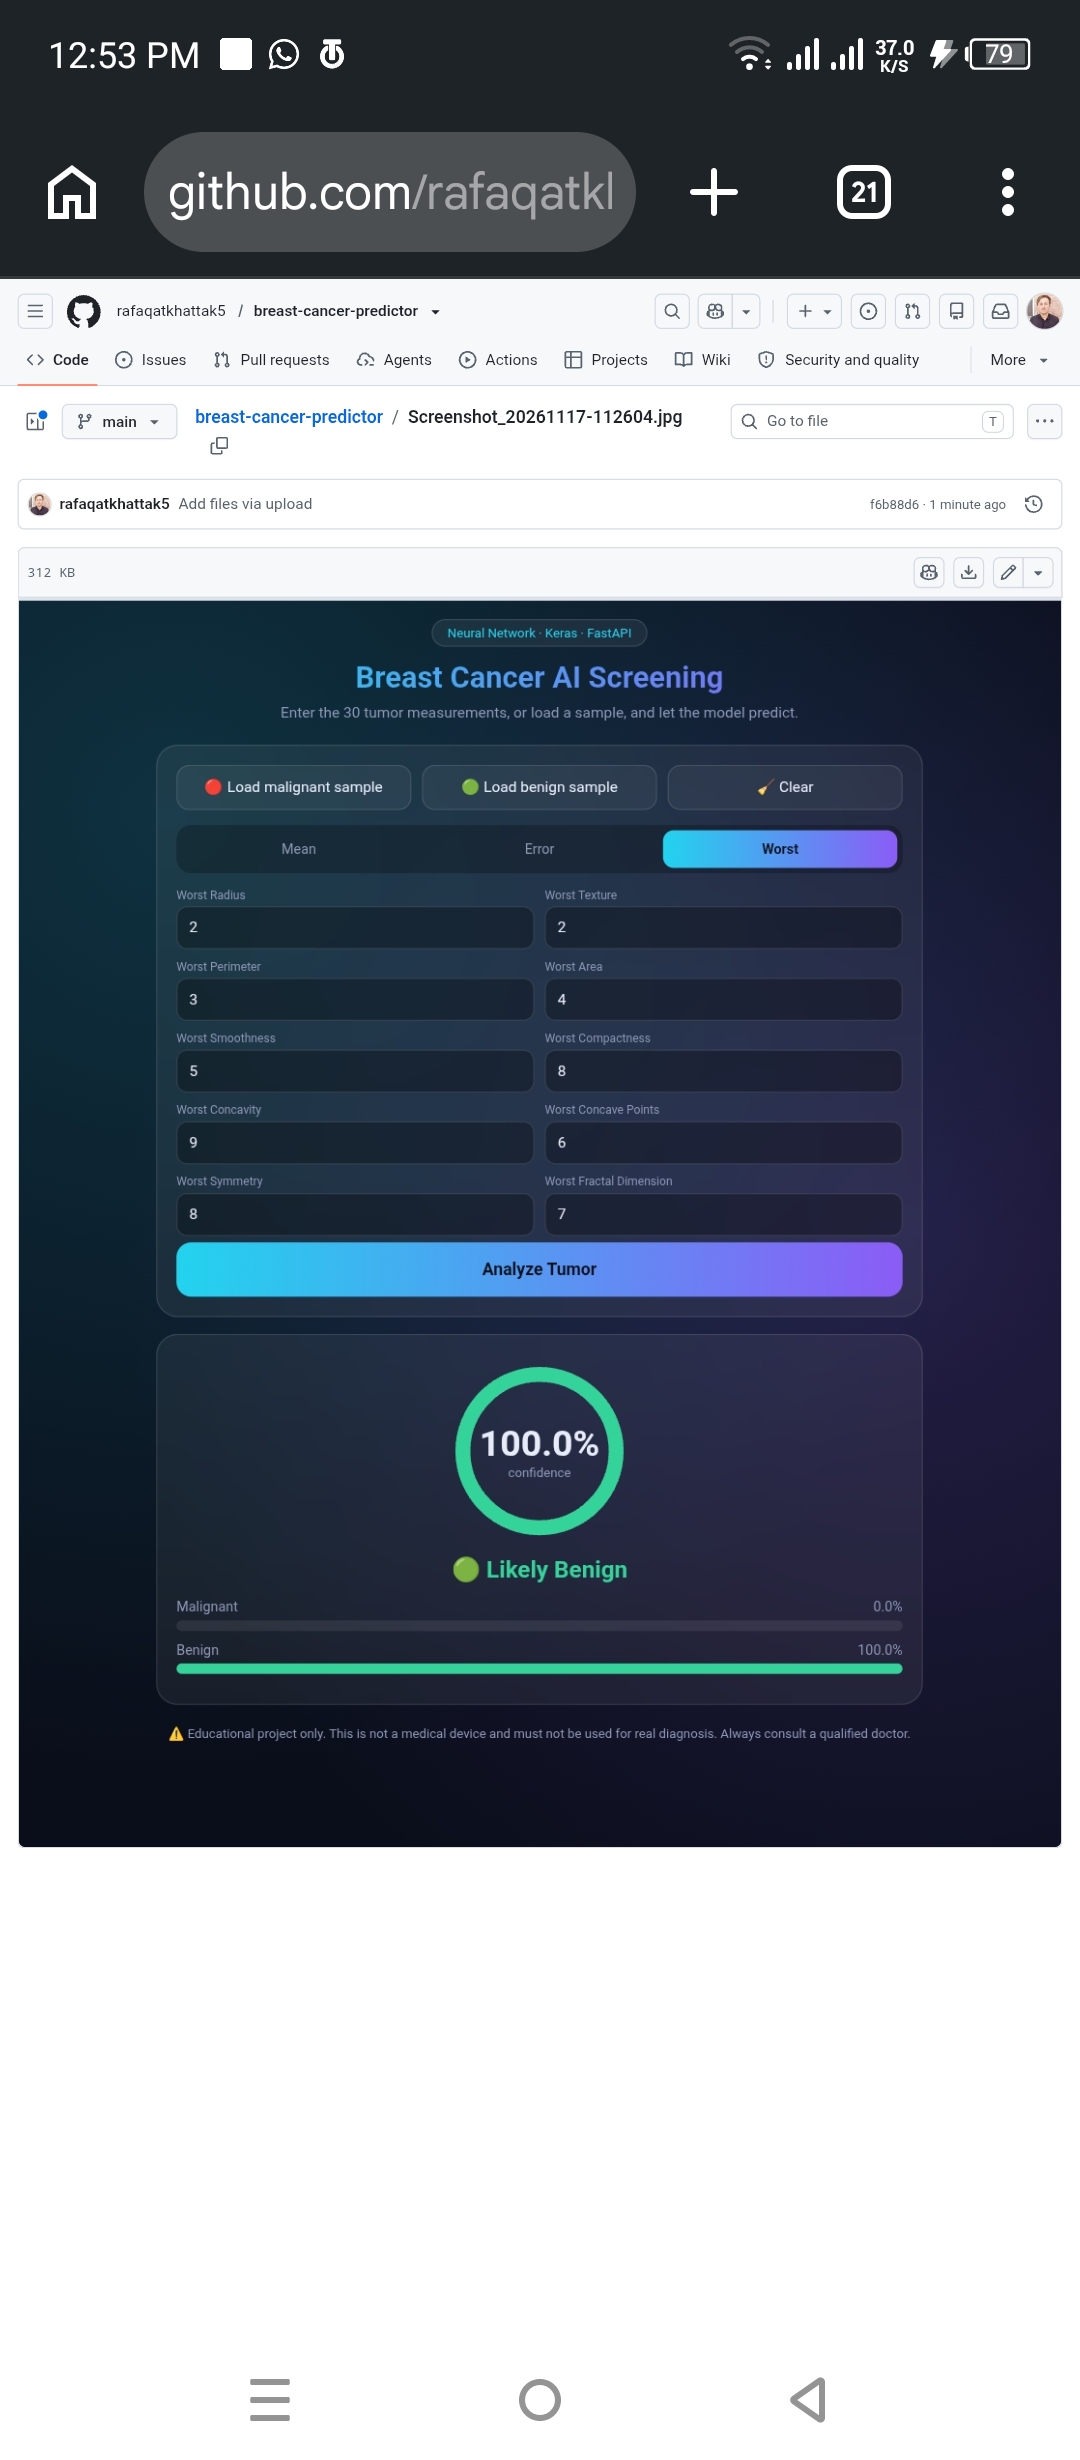 12:53 PM
37.0
K/S
79
github.com/rafaqatkl
21
rafaqatkhattak5 / breast-cancer-predictor
Code Issues Pull requests Agents Actions Projects Wiki Security and quality More
main
breast-cancer-predictor / Screenshot_20261117-112604.jpg
Go to file T
rafaqatkhattak5 Add files via upload
f6b88d6 · 1 minute ago
312 KB
Neural Network · Keras · FastAPI
Breast Cancer AI Screening
Enter the 30 tumor measurements, or load a sample, and let the model predict.
Load malignant sample
Load benign sample
Clear
Mean Error Worst
Worst Radius Worst Texture
2 2
Worst Perimeter Worst Area
3 4
Worst Smoothness Worst Compactness
5 8
Worst Concavity Worst Concave Points
9 6
Worst Symmetry Worst Fractal Dimension
8 7
Analyze Tumor
100.0%
confidence
Likely Benign
Malignant 0.0%
Benign 100.0%
Educational project only. This is not a medical device and must not be used for real diagnosis. Always consult a qualified doctor.